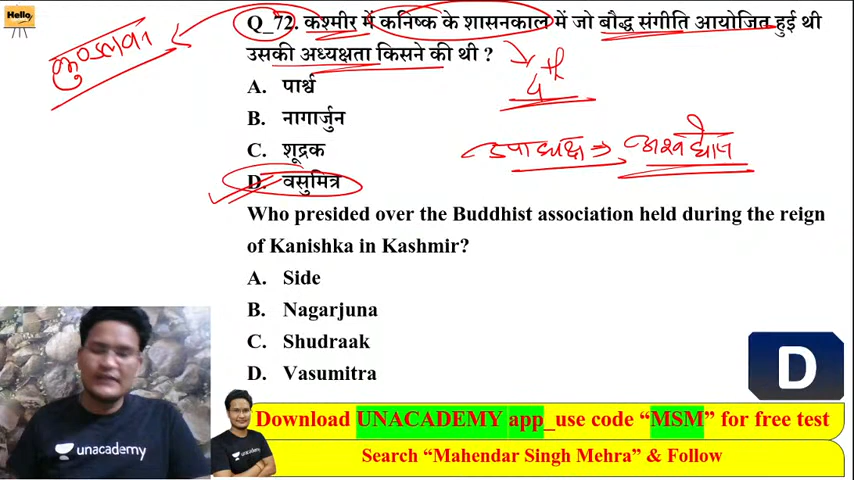 Hello,
Q_72. कश्मीर में कनिष्क के शासनकाल में जो बौद्ध संगीति आयोजित हुई थी
उसकी अध्यक्षता किसने की थी ?
कुण्डलवन
4th
A. पार्श्व
B. नागार्जुन
C. शूद्रक
उपाध्यक्ष ⇒ अश्वघोष
D. वसुमित्र
Who presided over the Buddhist association held during the reign
of Kanishka in Kashmir?
A. Side
B. Nagarjuna
C. Shudraak
D. Vasumitra
D
unacademy
Download UNACADEMY app_use code “MSM” for free test
Search “Mahendar Singh Mehra” & Follow
unacademy